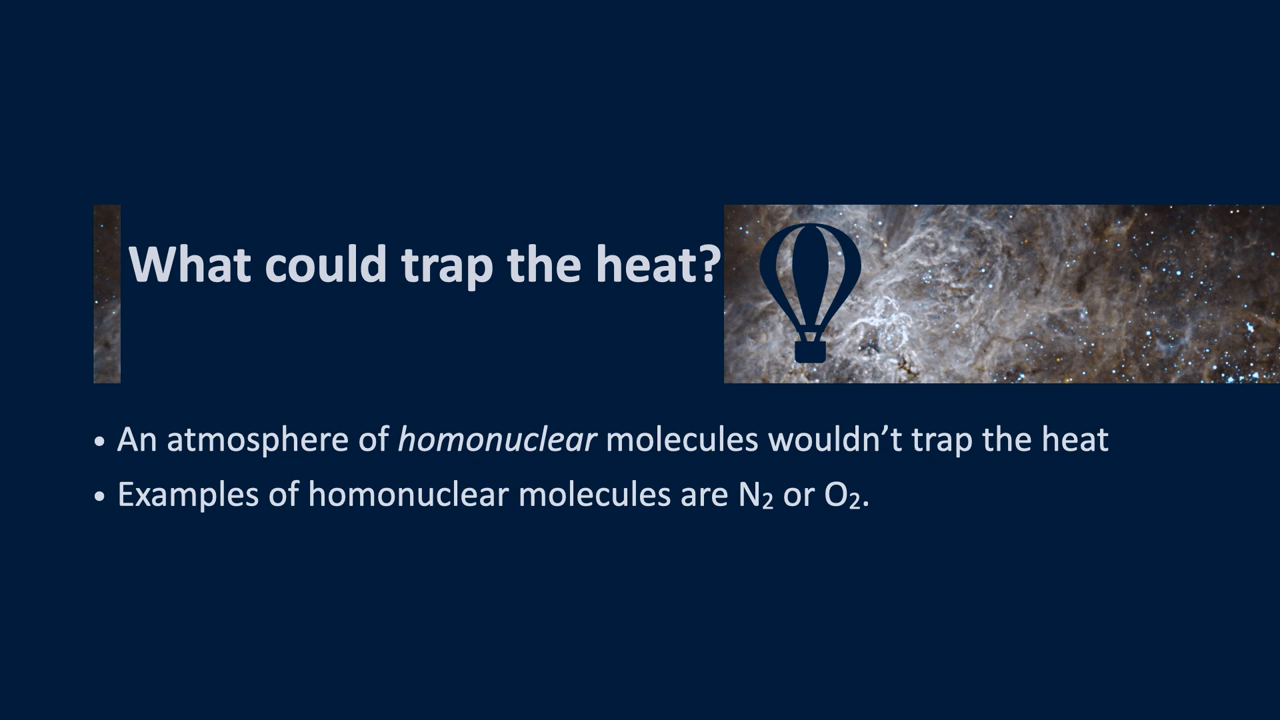 What could trap the heat?
• An atmosphere of homonuclear molecules wouldn’t trap the heat
• Examples of homonuclear molecules are N₂ or O₂.